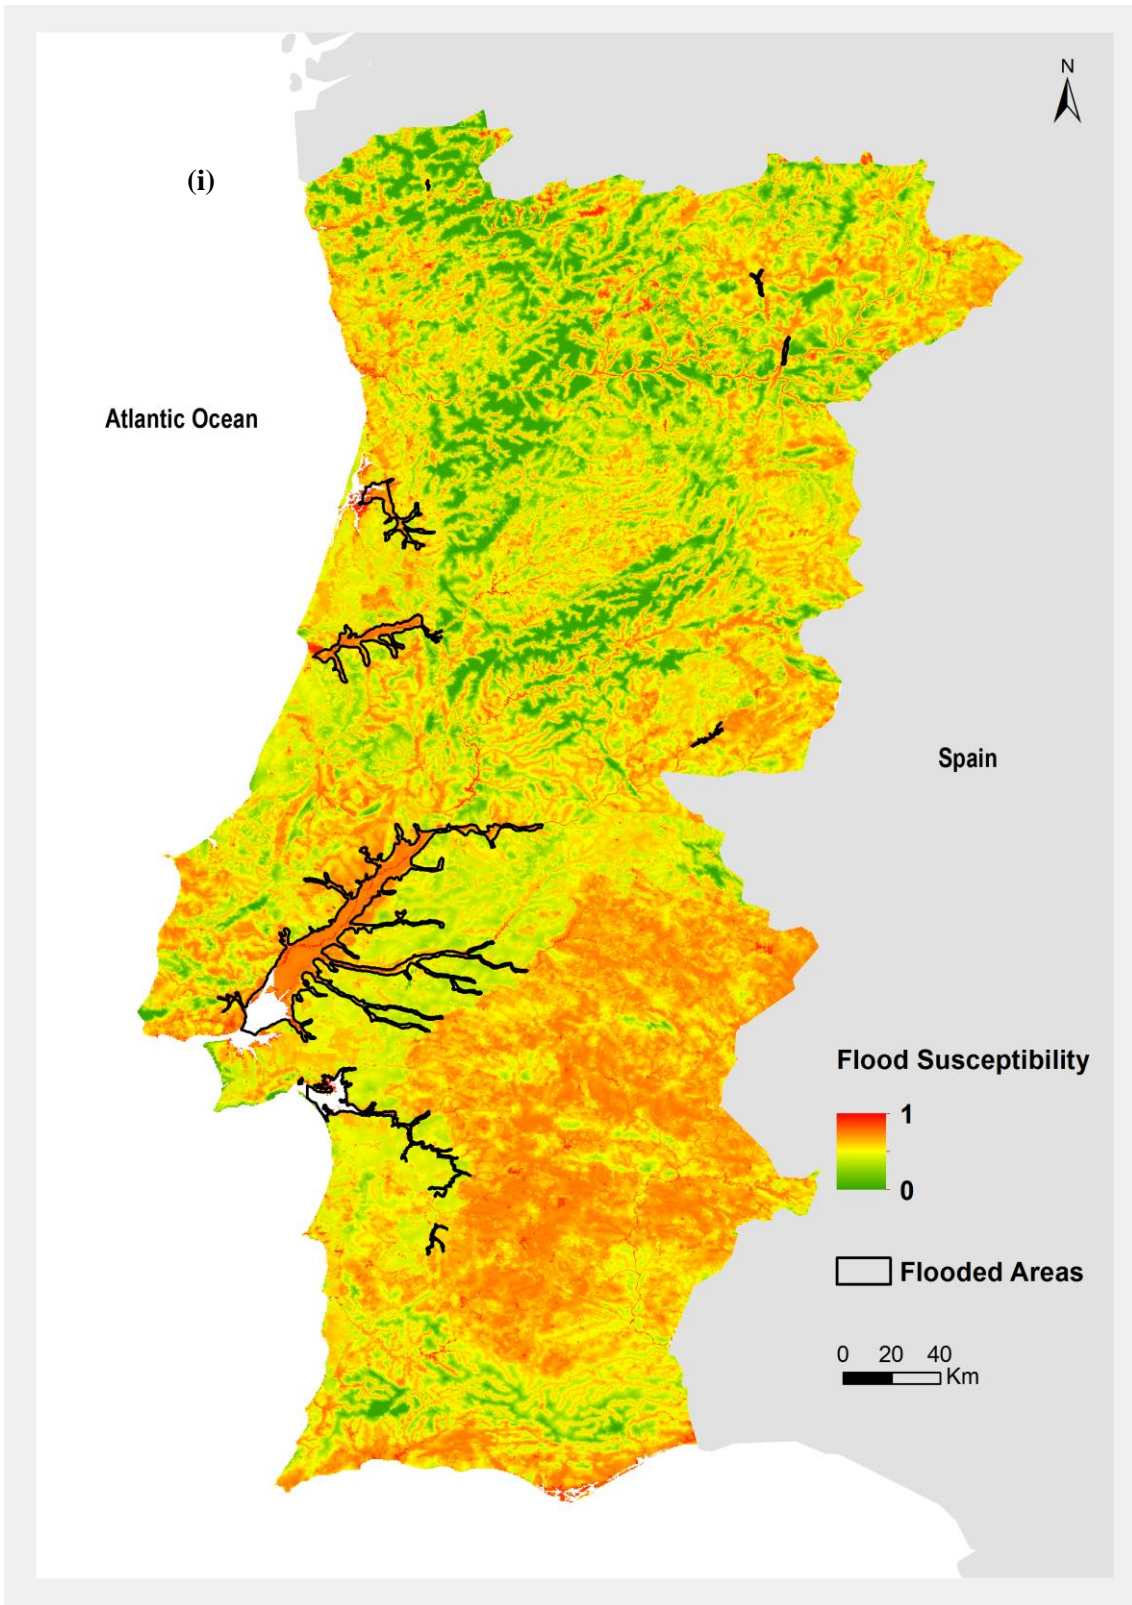 N
(i)
Atlantic Ocean
Spain
Flood Susceptibility
1
0
Flooded Areas
0 20 40
Km